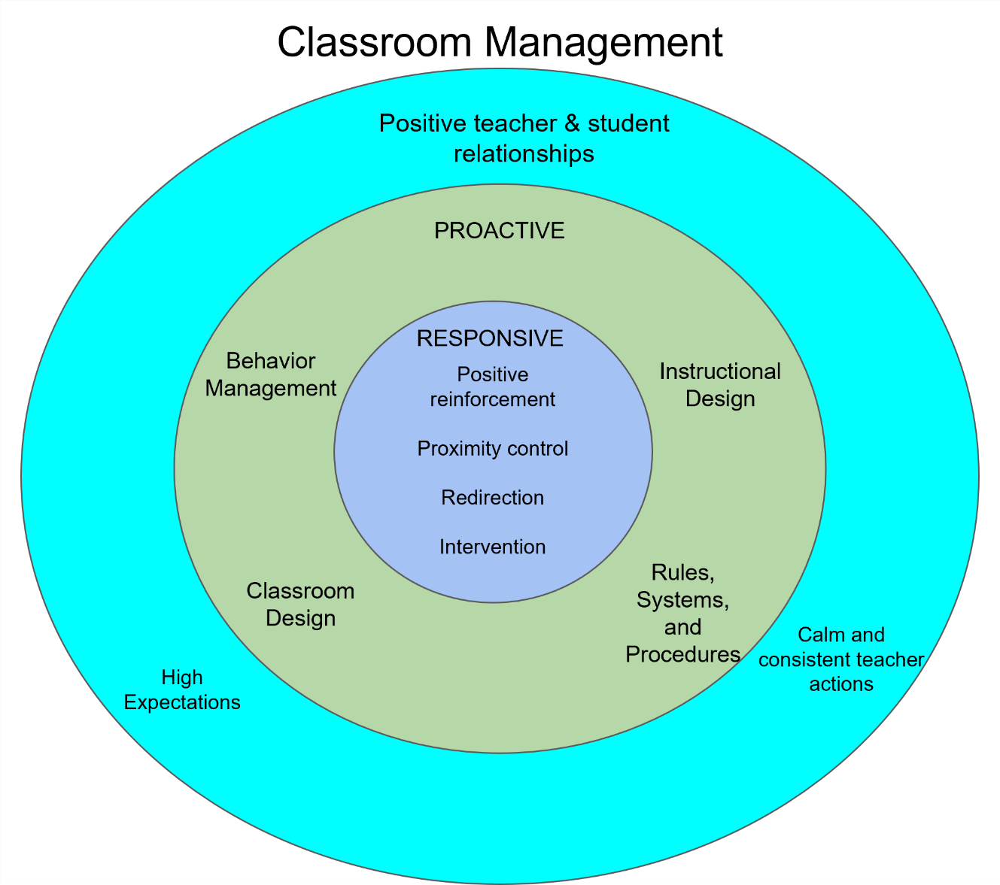 Classroom Management
Positive teacher & student
relationships
PROACTIVE
RESPONSIVE
Positive
reinforcement
Proximity control
Redirection
Intervention
Behavior
Management
Instructional
Design
Classroom
Design
Rules,
Systems,
and
Procedures
High
Expectations
Calm and
consistent teacher
actions